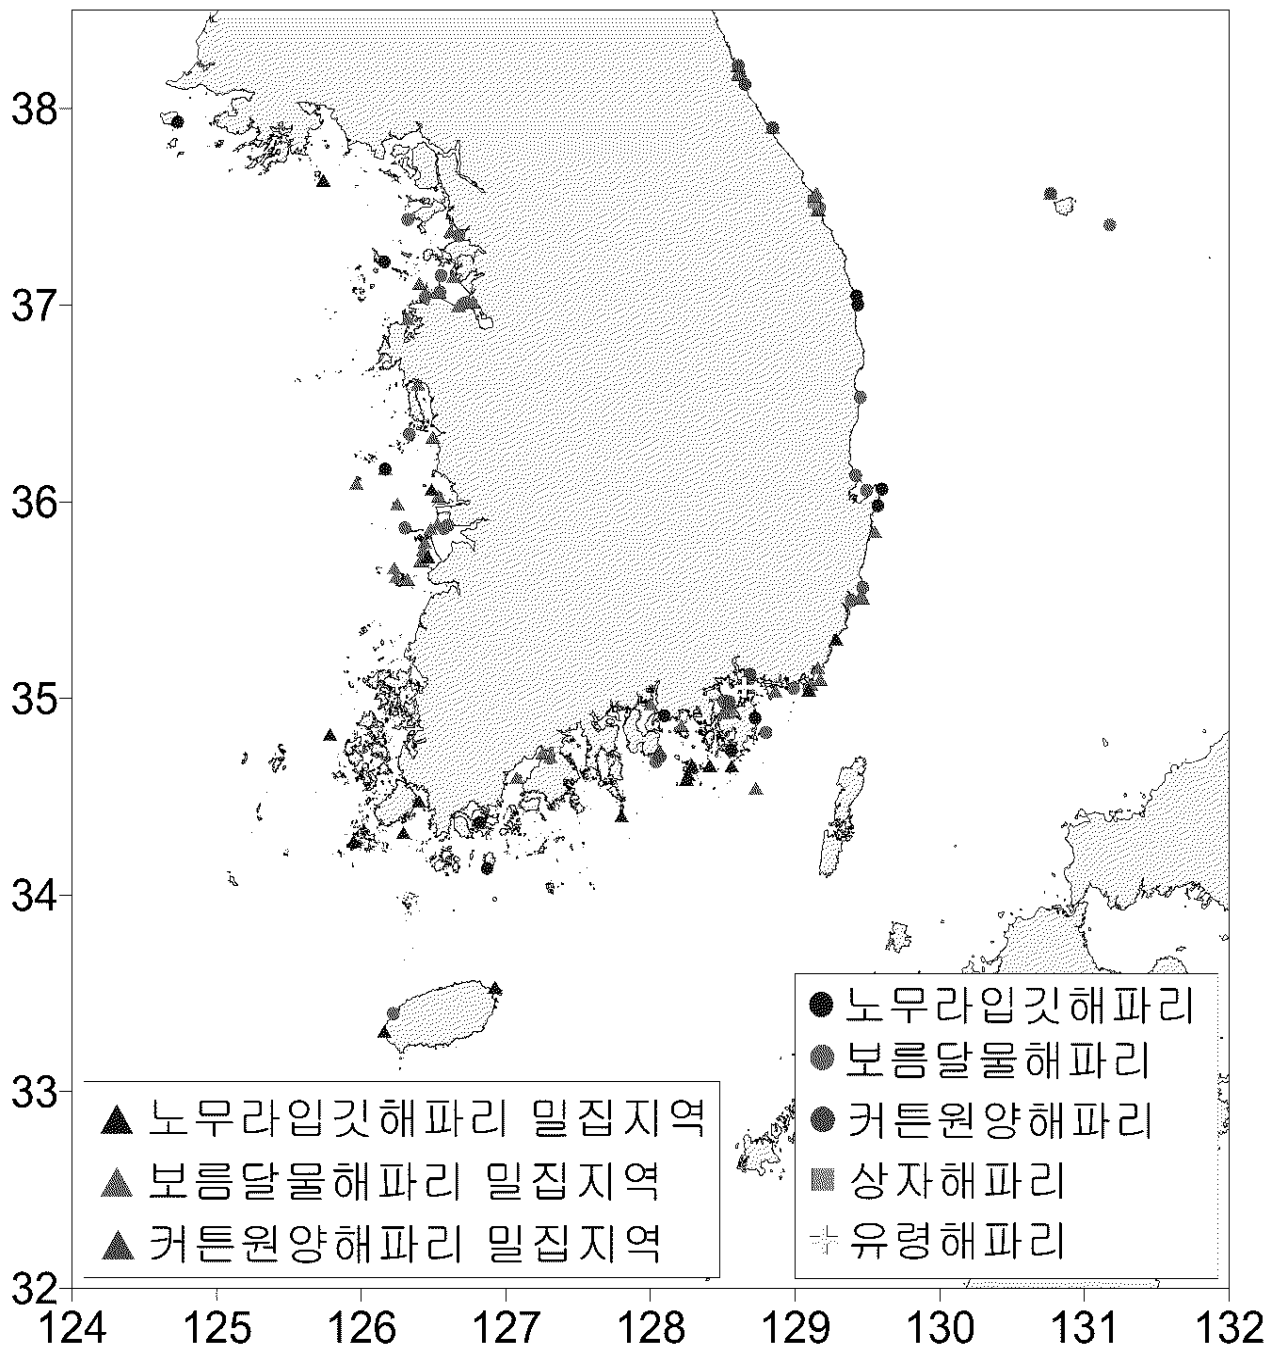 38
37
36
35
34
33
32
124 125 126 127 128 129 130 131 132
노무라입깃해파리
보름달물해파리
커튼원양해파리
상자해파리
유령해파리
노무라입깃해파리 밀집지역
보름달물해파리 밀집지역
커튼원양해파리 밀집지역